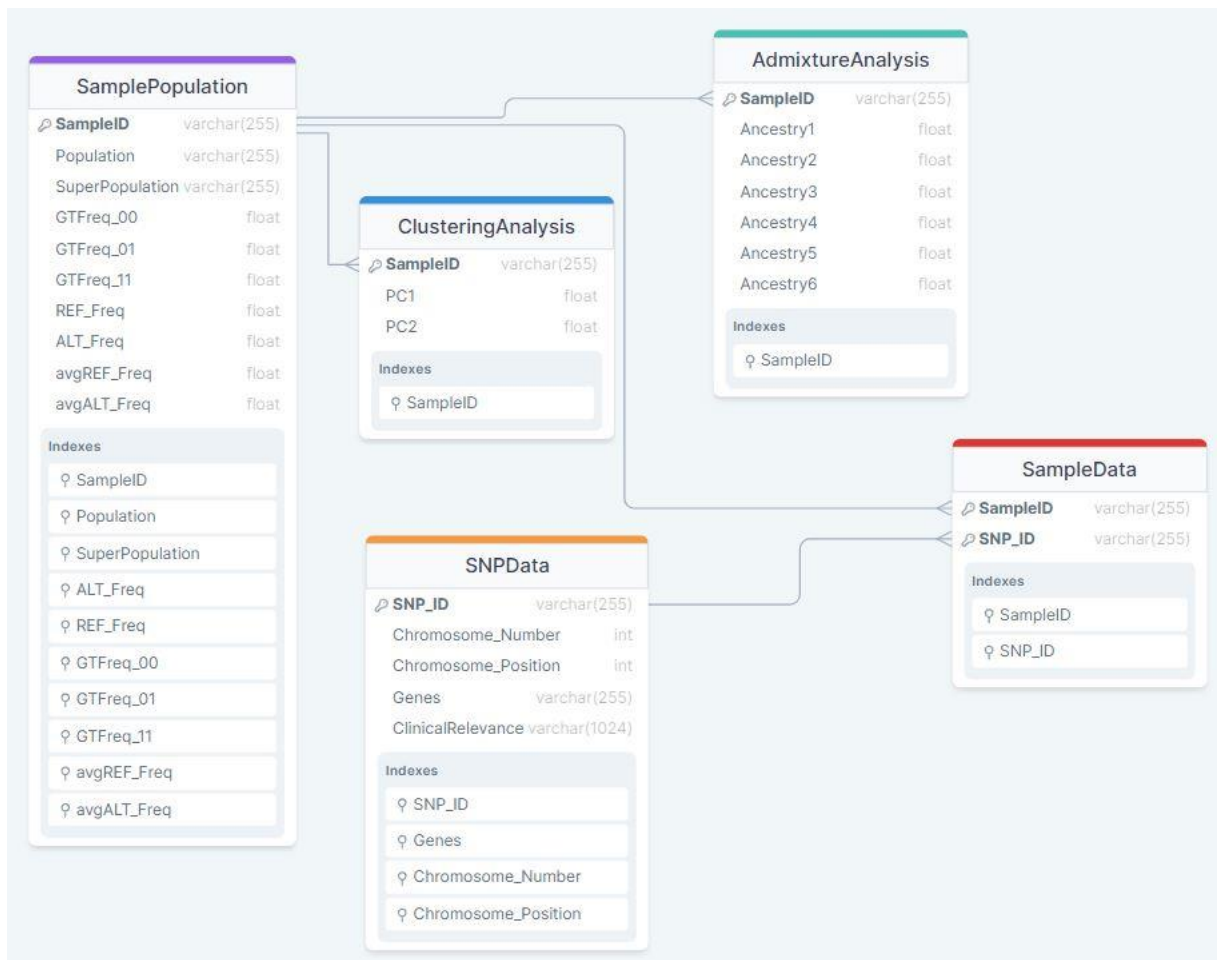 SamplePopulation
SampleID varchar(255)
Population varchar(255)
SuperPopulation varchar(255)
GTFreq_00 float
GTFreq_01 float
GTFreq_11 float
REF_Freq float
ALT_Freq float
avgREF_Freq float
avgALT_Freq float
Indexes
SampleID
Population
SuperPopulation
ALT_Freq
REF_Freq
GTFreq_00
GTFreq_01
GTFreq_11
avgREF_Freq
avgALT_Freq
ClusteringAnalysis
SampleID varchar(255)
PC1 float
PC2 float
Indexes
SampleID
AdmixtureAnalysis
SampleID varchar(255)
Ancestry1 float
Ancestry2 float
Ancestry3 float
Ancestry4 float
Ancestry5 float
Ancestry6 float
Indexes
SampleID
SNPData
SNP_ID varchar(255)
Chromosome_Number int
Chromosome_Position int
Genes varchar(255)
ClinicalRelevance varchar(1024)
Indexes
SNP_ID
Genes
Chromosome_Number
Chromosome_Position
SampleData
SampleID varchar(255)
SNP_ID varchar(255)
Indexes
SampleID
SNP_ID